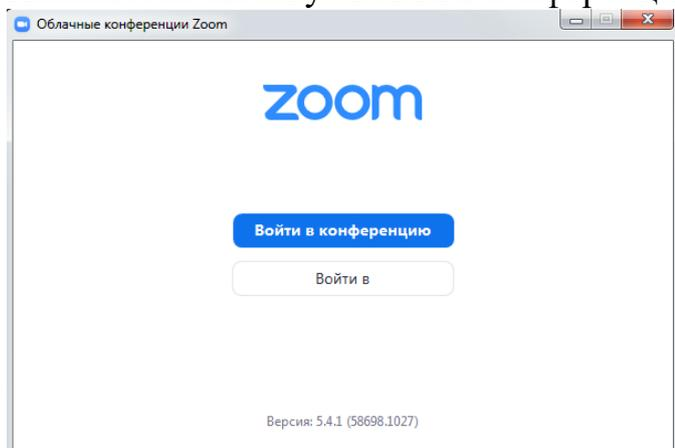 Облачные конференции Zoom
zoom
Войти в конференцию
Войти в
Версия: 5.4.1 (58698.1027)